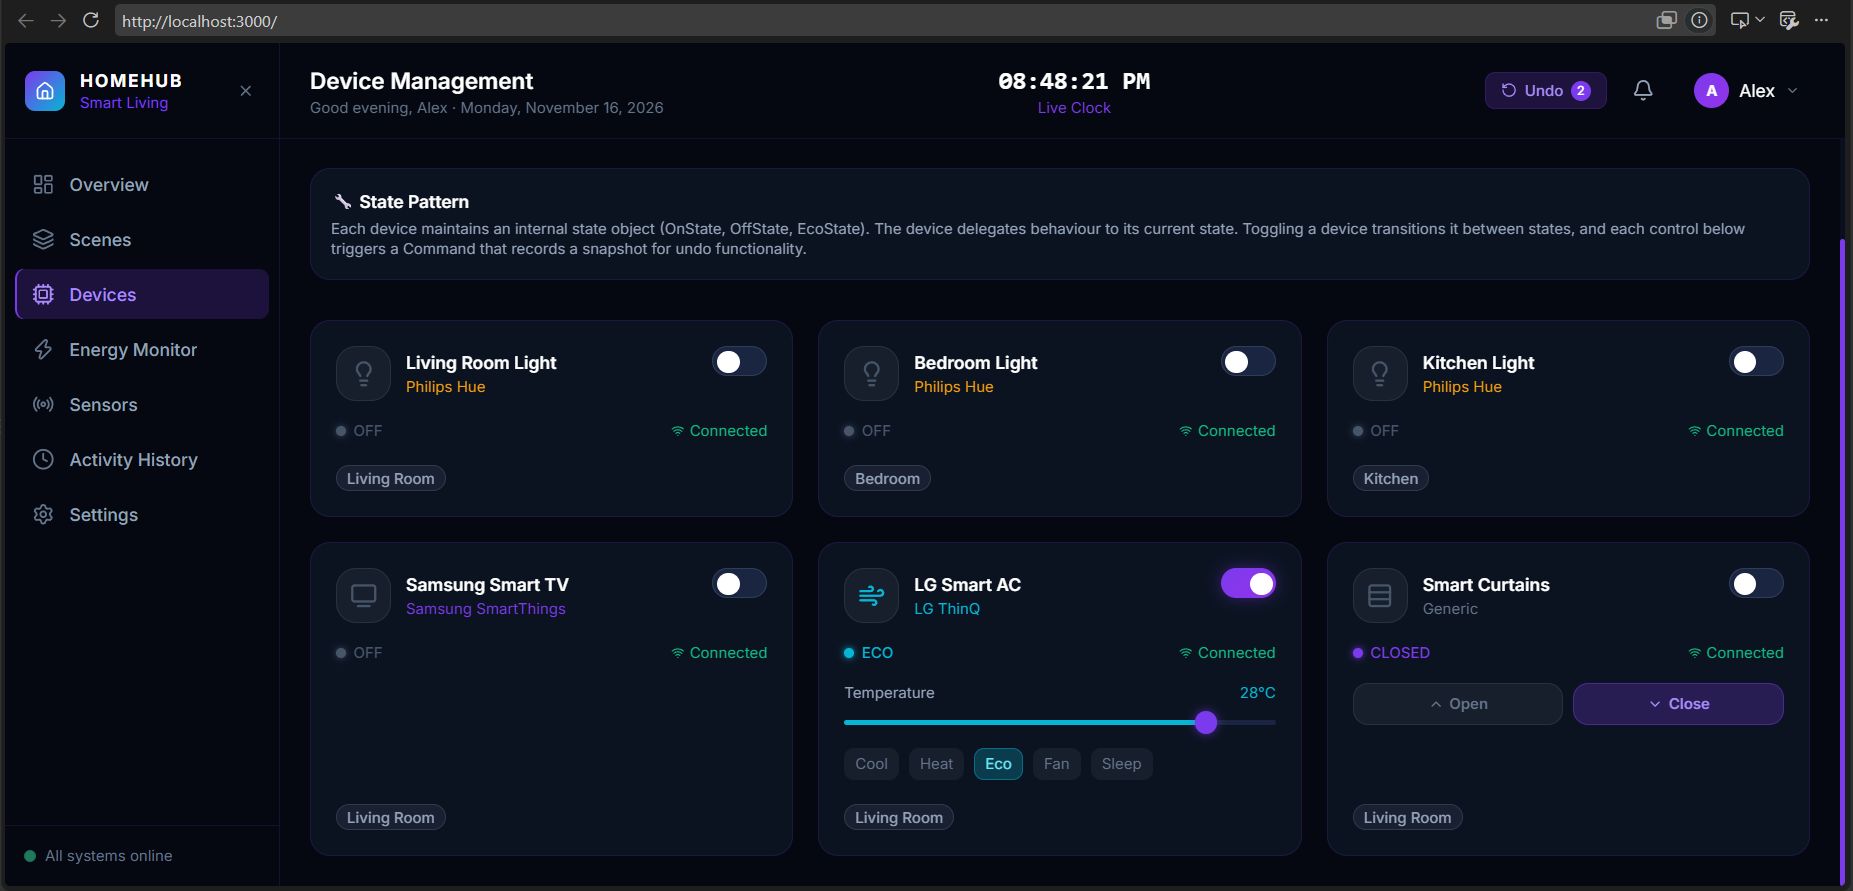 http://localhost:3000/
HOMEHUB
Smart Living
Device Management
Good evening, Alex · Monday, November 16, 2026
08:48:21 PM
Live Clock
Undo 2
A
Alex
Overview
Scenes
Devices
Energy Monitor
Sensors
Activity History
Settings
All systems online
State Pattern
Each device maintains an internal state object (OnState, OffState, EcoState). The device delegates behaviour to its current state. Toggling a device transitions it between states, and each control below
triggers a Command that records a snapshot for undo functionality.
Living Room Light
Philips Hue
OFF
Connected
Living Room
Bedroom Light
Philips Hue
OFF
Connected
Bedroom
Kitchen Light
Philips Hue
OFF
Connected
Kitchen
Samsung Smart TV
Samsung SmartThings
OFF
Connected
Living Room
LG Smart AC
LG ThinQ
ECO
Connected
Temperature
28°C
Cool Heat Eco Fan Sleep
Living Room
Smart Curtains
Generic
CLOSED
Connected
Open
Close
Living Room